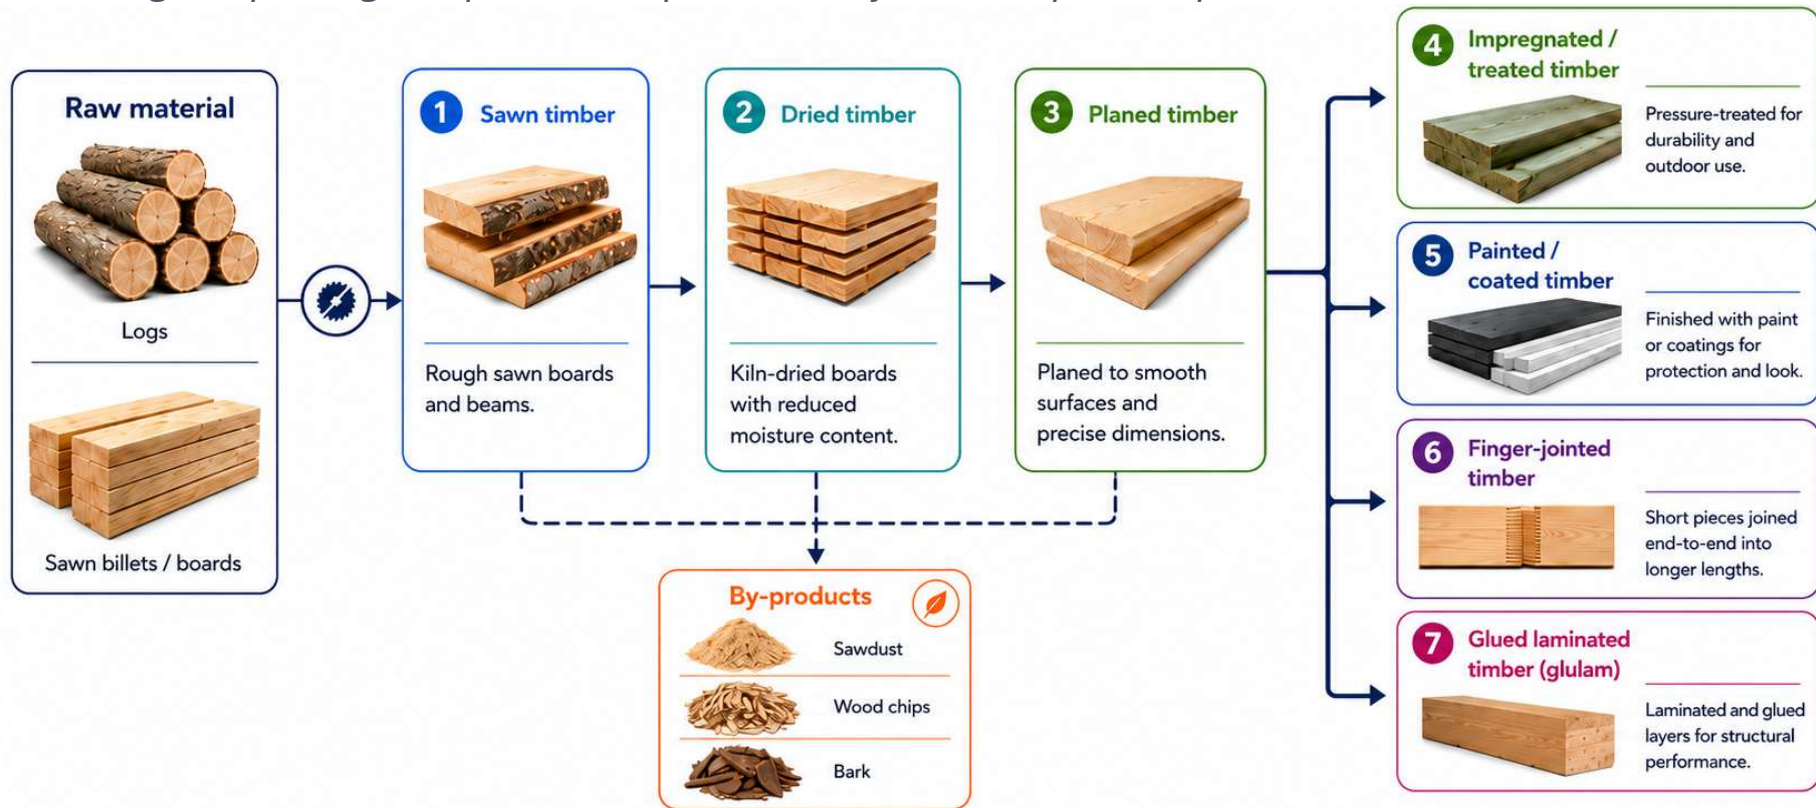 Raw material
Logs
Sawn billets / boards
1 Sawn timber
Rough sawn boards
and beams.
2 Dried timber
Kiln-dried boards
with reduced
moisture content.
3 Planed timber
Planed to smooth
surfaces and
precise dimensions.
By-products
Sawdust
Wood chips
Bark
4 Impregnated /
treated timber
Pressure-treated for
durability and
outdoor use.
5 Painted /
coated timber
Finished with paint
or coatings for
protection and look.
6 Finger-jointed
timber
Short pieces joined
end-to-end into
longer lengths.
7 Glued laminated
timber (glulam)
Laminated and glued
layers for structural
performance.